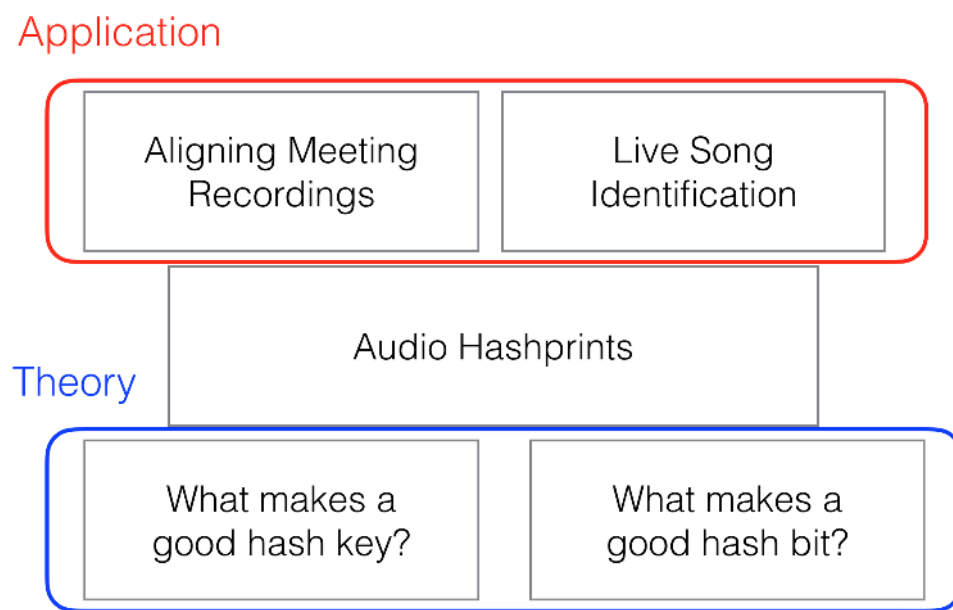 Application
Aligning Meeting
Recordings
Live Song
Identification
Audio Hashprints
Theory
What makes a
good hash key?
What makes a
good hash bit?